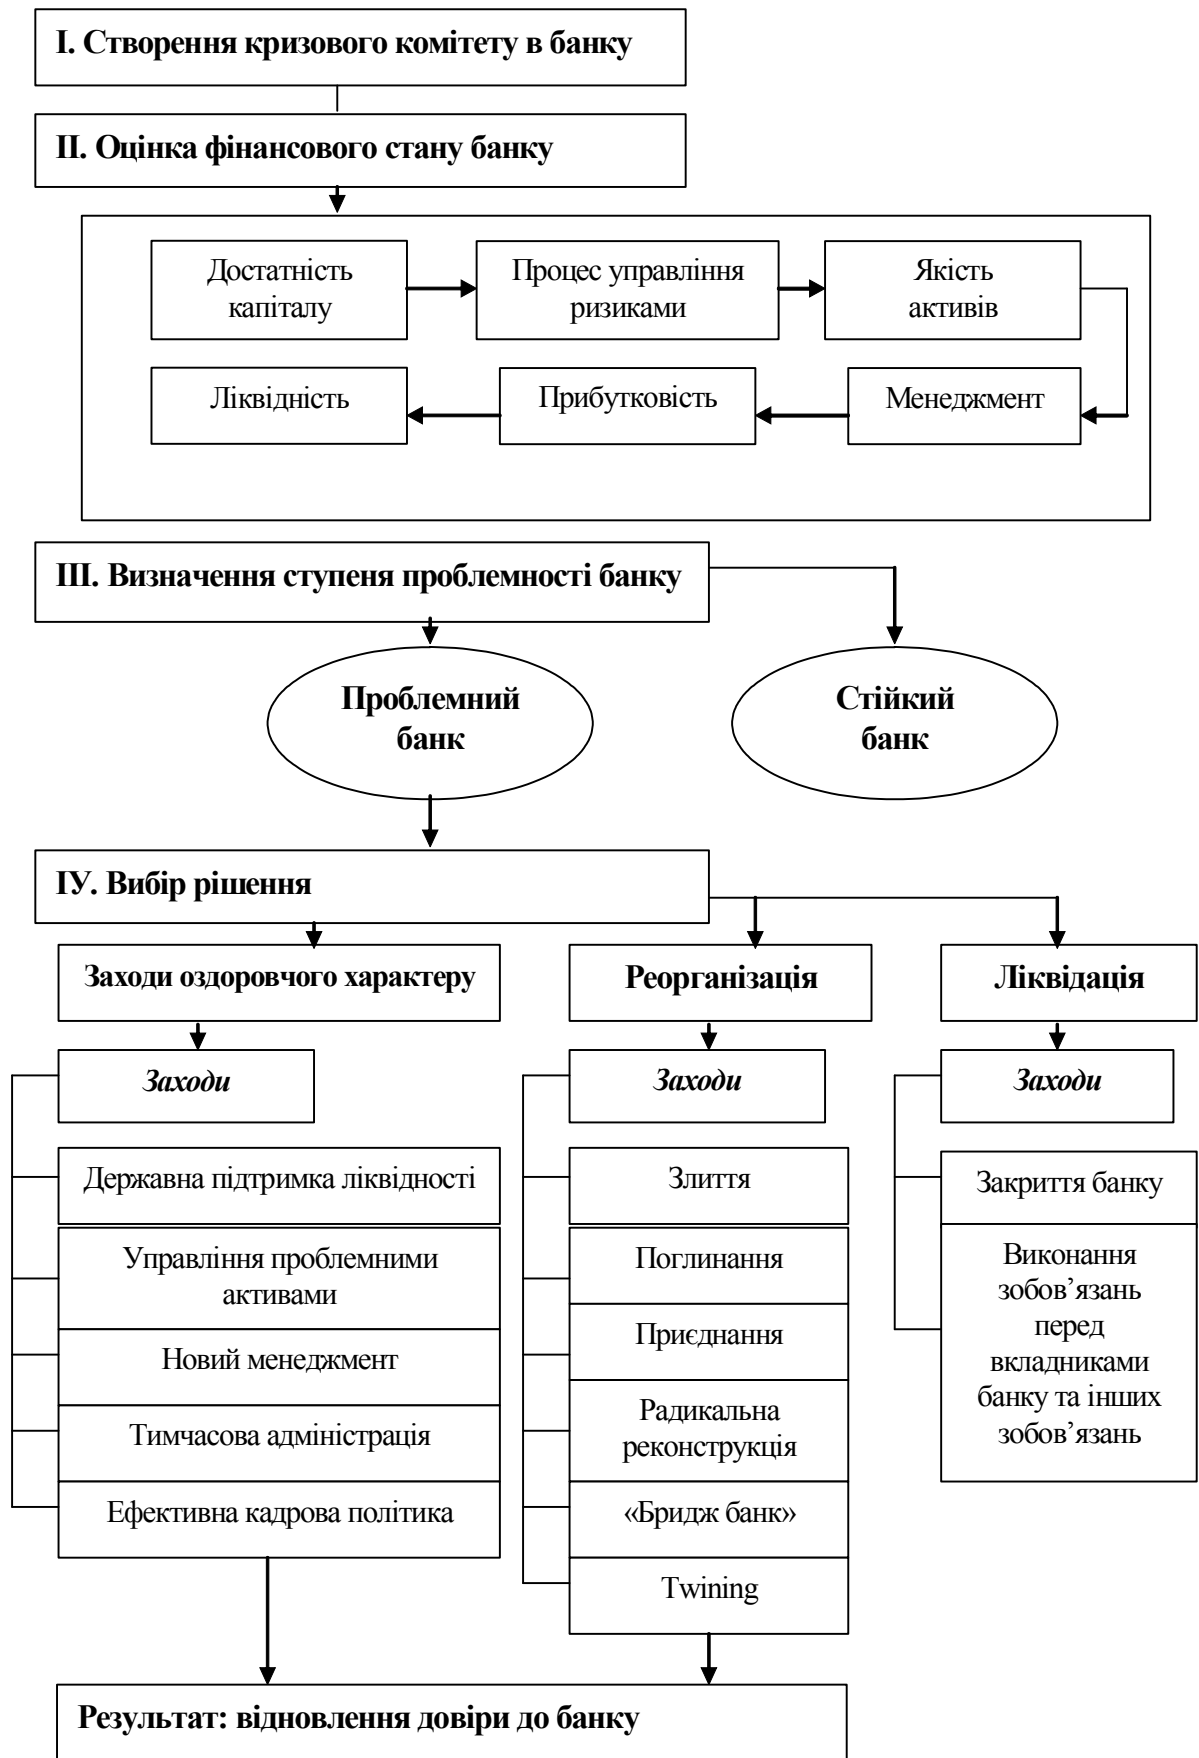 І. Створення кризового комітету в банку
ІІ. Оцінка фінансового стану банку
Достатність
капіталу
Процес управління
ризиками
Якість
активів
Ліквідність
Прибутковість
Менеджмент
ІІІ. Визначення ступеня проблемності банку
Проблемний
банк
Стійкий
банк
ІУ. Вибір рішення
Заходи оздоровчого характеру
Реорганізація
Ліквідація
Заходи
Заходи
Заходи
Державна підтримка ліквідності
Управління проблемними
активами
Новий менеджмент
Тимчасова адміністрація
Ефективна кадрова політика
Злиття
Поглинання
Приєднання
Радикальна
реконструкція
«Бридж банк»
Twining
Закриття банку
Виконання
зобов’язань
перед
вкладниками
банку та інших
зобов’язань
Результат: відновлення довіри до банку